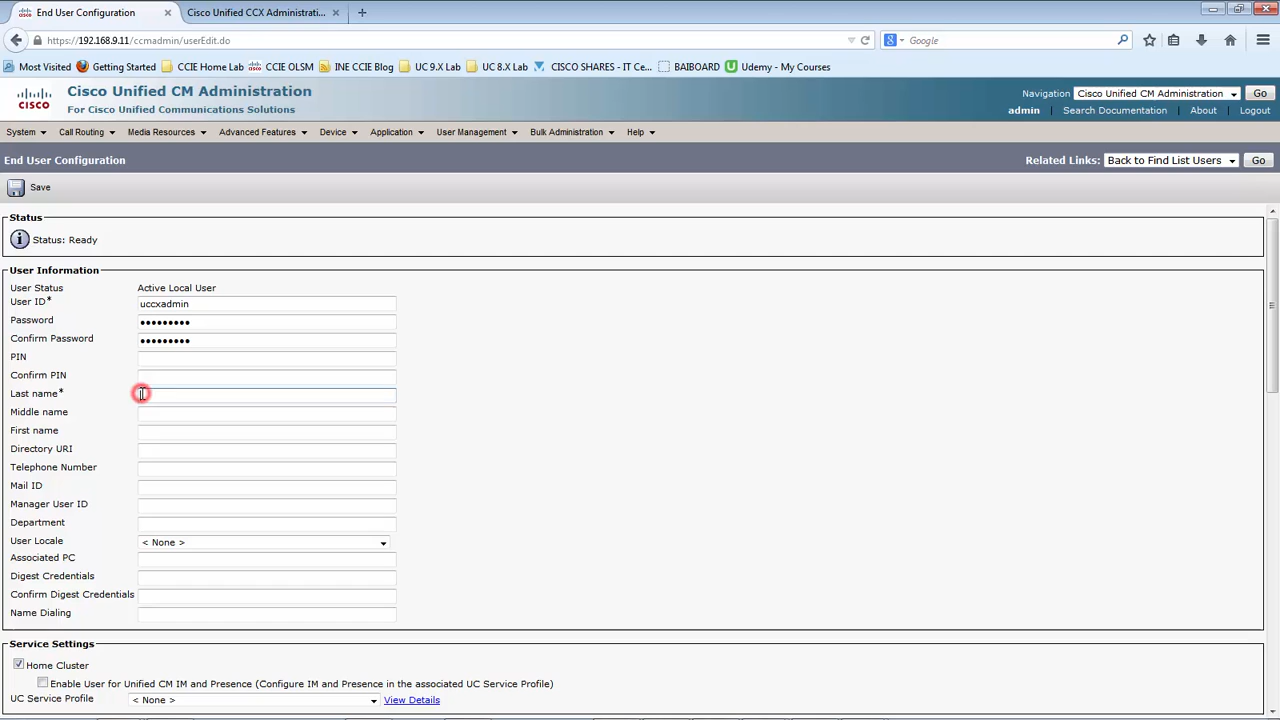 End User Configuration × Cisco Unified CCX Administrati... × +
https://192.168.9.11/ccmadmin/userEdit.do Google
Most Visited Getting Started CCIE Home Lab CCIE OLSM INE CCIE Blog UC 9.X Lab UC 8.X Lab CISCO SHARES - IT Ce... BAIBOARD Udemy - My Courses
Cisco Unified CM Administration
Navigation Cisco Unified CM Administration Go
CISCO For Cisco Unified Communications Solutions
admin Search Documentation About Logout
System Call Routing Media Resources Advanced Features Device Application User Management Bulk Administration Help
End User Configuration Related Links: Back to Find List Users Go
Save
Status
Status: Ready
User Information
User Status Active Local User
User ID* uccxadmin
Password •••••••••
Confirm Password •••••••••
PIN
Confirm PIN
Last name*
Middle name
First name
Directory URI
Telephone Number
Mail ID
Manager User ID
Department
User Locale < None >
Associated PC
Digest Credentials
Confirm Digest Credentials
Name Dialing
Service Settings
Home Cluster
Enable User for Unified CM IM and Presence (Configure IM and Presence in the associated UC Service Profile)
UC Service Profile < None > View Details